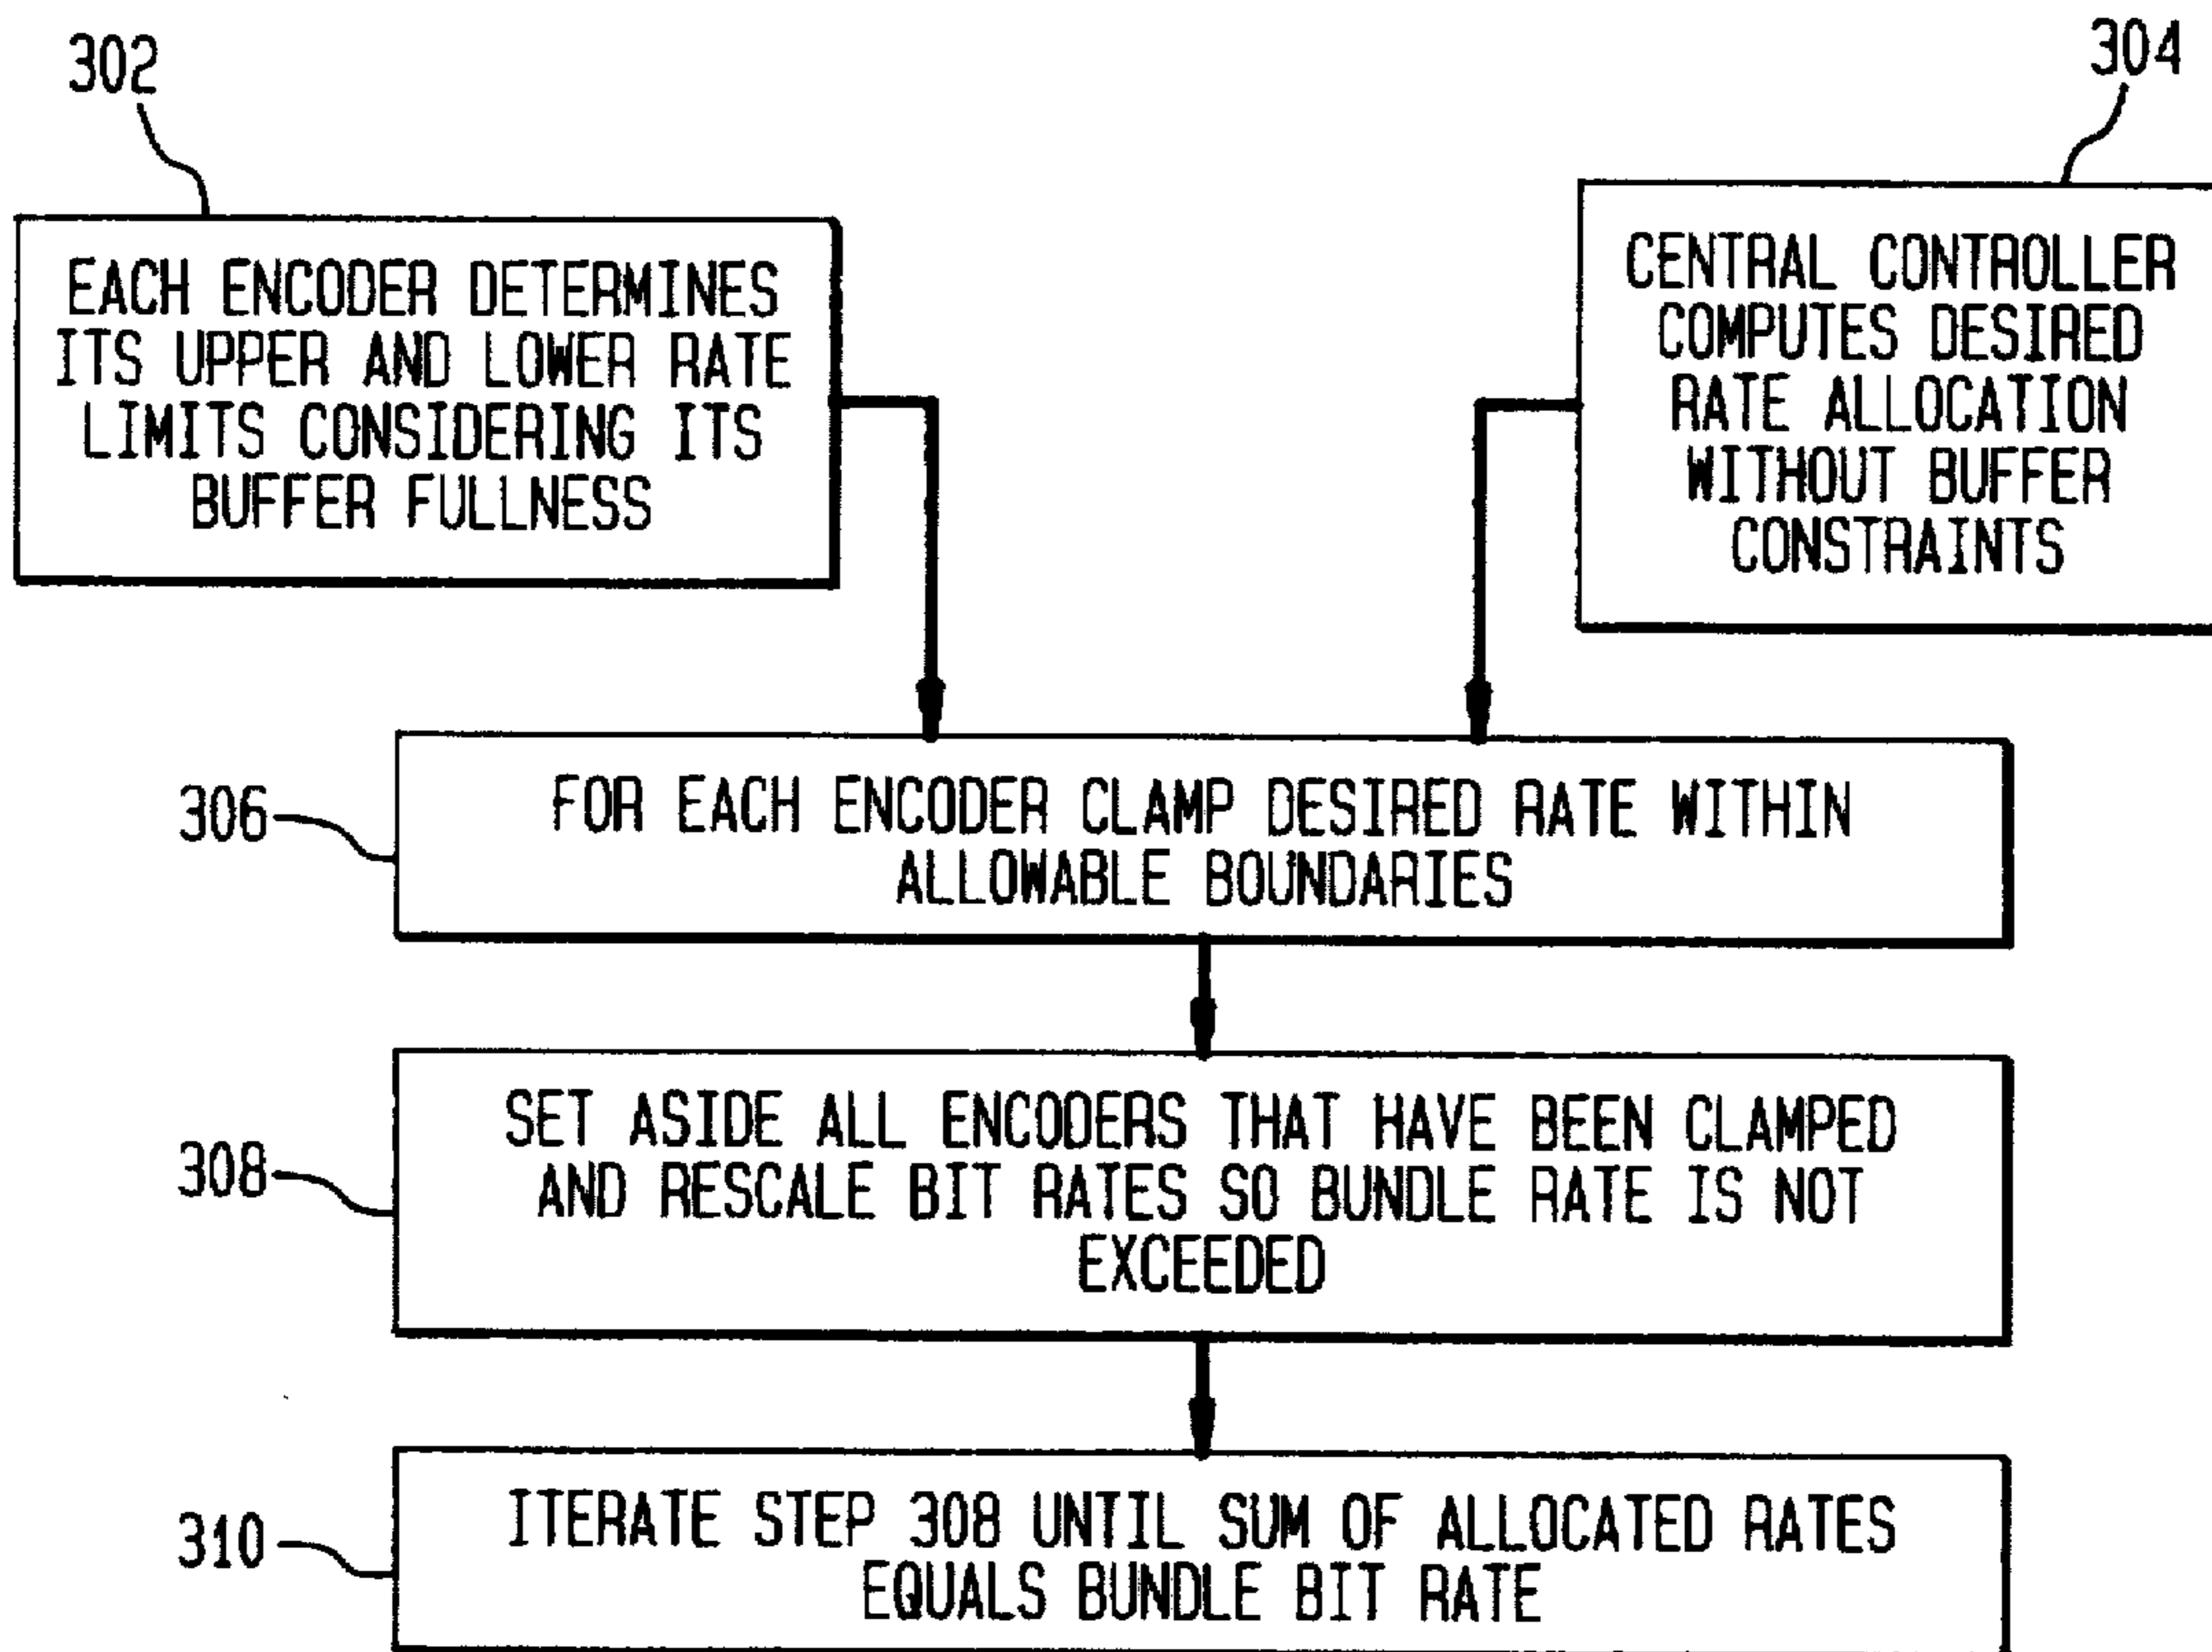 302
304
EACH ENCODER DETERMINES
ITS UPPER AND LOWER RATE
LIMITS CONSIDERING ITS
BUFFER FULLNESS
CENTRAL CONTROLLER
COMPUTES DESIRED
RATE ALLOCATION
WITHOUT BUFFER
CONSTRAINTS
306
FOR EACH ENCODER CLAMP DESIRED RATE WITHIN
ALLOWABLE BOUNDARIES
308
SET ASIDE ALL ENCODERS THAT HAVE BEEN CLAMPED
AND RESCALE BIT RATES SO BUNDLE RATE IS NOT
EXCEEDED
310
ITERATE STEP 308 UNTIL SUM OF ALLOCATED RATES
EQUALS BUNDLE BIT RATE